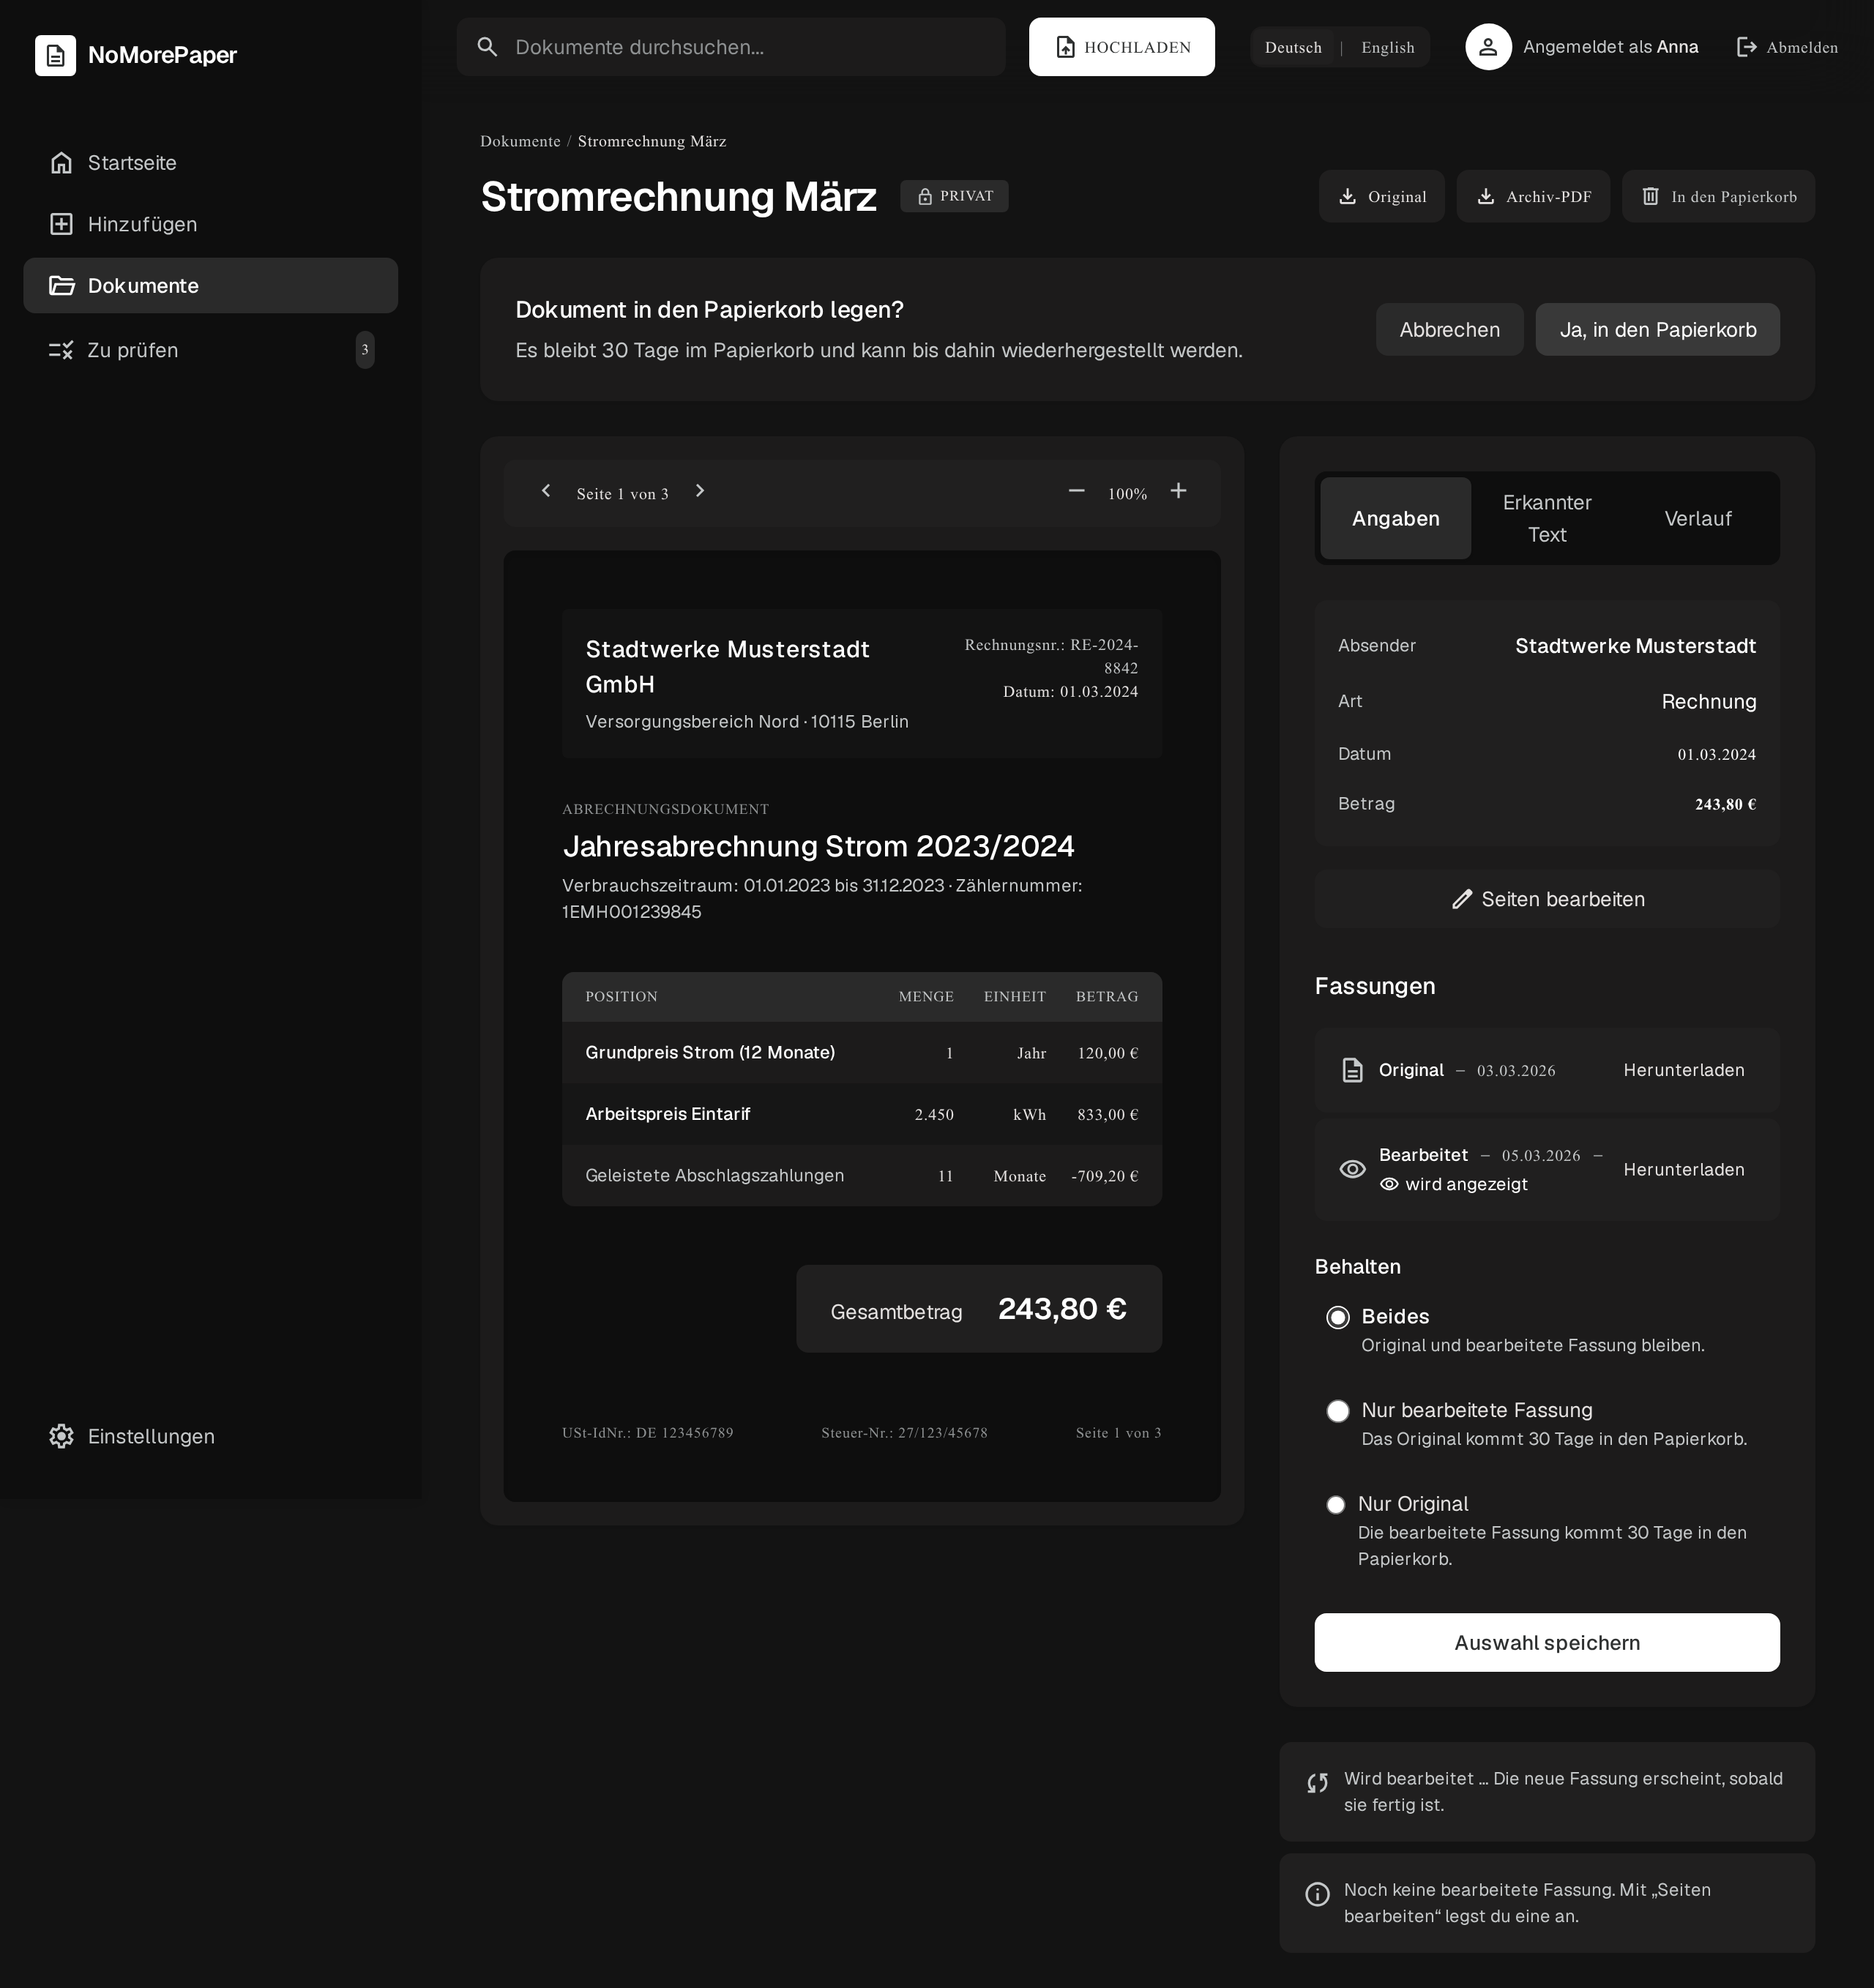 NoMorePaper
Dokumente durchsuchen...
HOCHLADEN
Deutsch | English
Angemeldet als Anna
Abmelden
Startseite
Hinzufügen
Dokumente
Zu prüfen 3
Einstellungen
Dokumente / Stromrechnung März
Stromrechnung März
PRIVAT
Original
Archiv-PDF
In den Papierkorb
Dokument in den Papierkorb legen?
Es bleibt 30 Tage im Papierkorb und kann bis dahin wiederhergestellt werden.
Abbrechen
Ja, in den Papierkorb
Seite 1 von 3
100%
Stadtwerke Musterstadt
GmbH
Versorgungsbereich Nord · 10115 Berlin
Rechnungsnr.: RE-2024-
8842
Datum: 01.03.2024
ABRECHNUNGSDOKUMENT
Jahresabrechnung Strom 2023/2024
Verbrauchszeitraum: 01.01.2023 bis 31.12.2023 · Zählernummer:
1EMH001239845
POSITION MENGE EINHEIT BETRAG
Grundpreis Strom (12 Monate) 1 Jahr 120,00 €
Arbeitspreis Eintarif 2.450 kWh 833,00 €
Geleistete Abschlagszahlungen 11 Monate -709,20 €
Gesamtbetrag 243,80 €
USt-IdNr.: DE 123456789
Steuer-Nr.: 27/123/45678
Seite 1 von 3
Angaben
Erkannter
Text
Verlauf
Absender Stadtwerke Musterstadt
Art Rechnung
Datum 01.03.2024
Betrag 243,80 €
Seiten bearbeiten
Fassungen
Original – 03.03.2026 Herunterladen
Bearbeitet – 05.03.2026 –
wird angezeigt
Herunterladen
Behalten
Beides
Original und bearbeitete Fassung bleiben.
Nur bearbeitete Fassung
Das Original kommt 30 Tage in den Papierkorb.
Nur Original
Die bearbeitete Fassung kommt 30 Tage in den
Papierkorb.
Auswahl speichern
Wird bearbeitet … Die neue Fassung erscheint, sobald
sie fertig ist.
Noch keine bearbeitete Fassung. Mit „Seiten
bearbeiten“ legst du eine an.